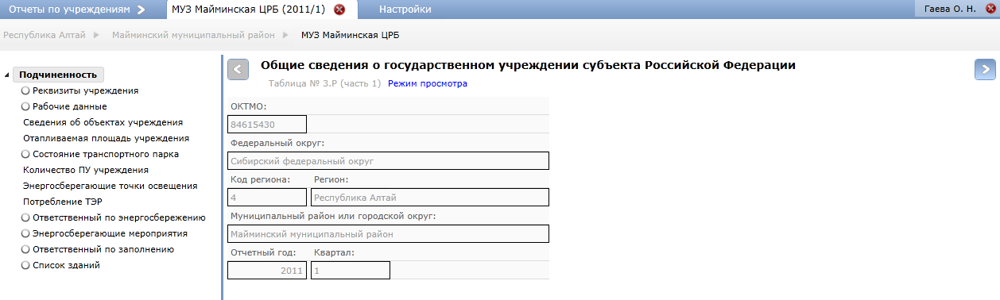 Отчеты по учреждениям МУЗ Майминская ЦРБ (2011/1) Настройки Гаева О. Н.
Республика Алтай Майминский муниципальный район МУЗ Майминская ЦРБ
Подчиненность
Реквизиты учреждения
Рабочие данные
Сведения об объектах учреждения
Отапливаемая площадь учреждения
Состояние транспортного парка
Количество ПУ учреждения
Энергосберегающие точки освещения
Потребление ТЭР
Ответственный по энергосбережению
Энергосберегающие мероприятия
Ответственный по заполнению
Список зданий
Общие сведения о государственном учреждении субъекта Российской Федерации
Таблица № 3.Р (часть 1) Режим просмотра
ОКТМО:
84615430
Федеральный округ:
Сибирский федеральный округ
Код региона: Регион:
4 Республика Алтай
Муниципальный район или городской округ:
Майминский муниципальный район
Отчетный год: Квартал:
2011 1